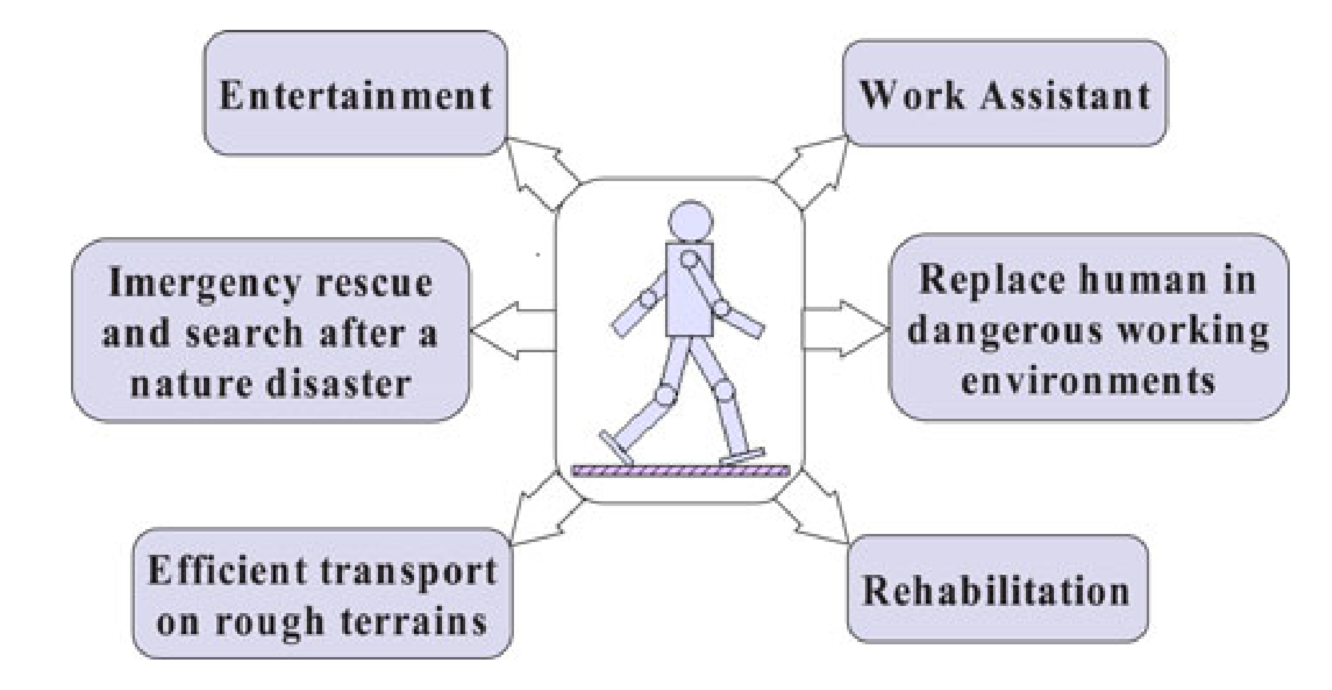 Entertainment
Work Assistant
Imergency rescue
and search after a
nature disaster
Replace human in
dangerous working
environments
Efficient transport
on rough terrains
Rehabilitation